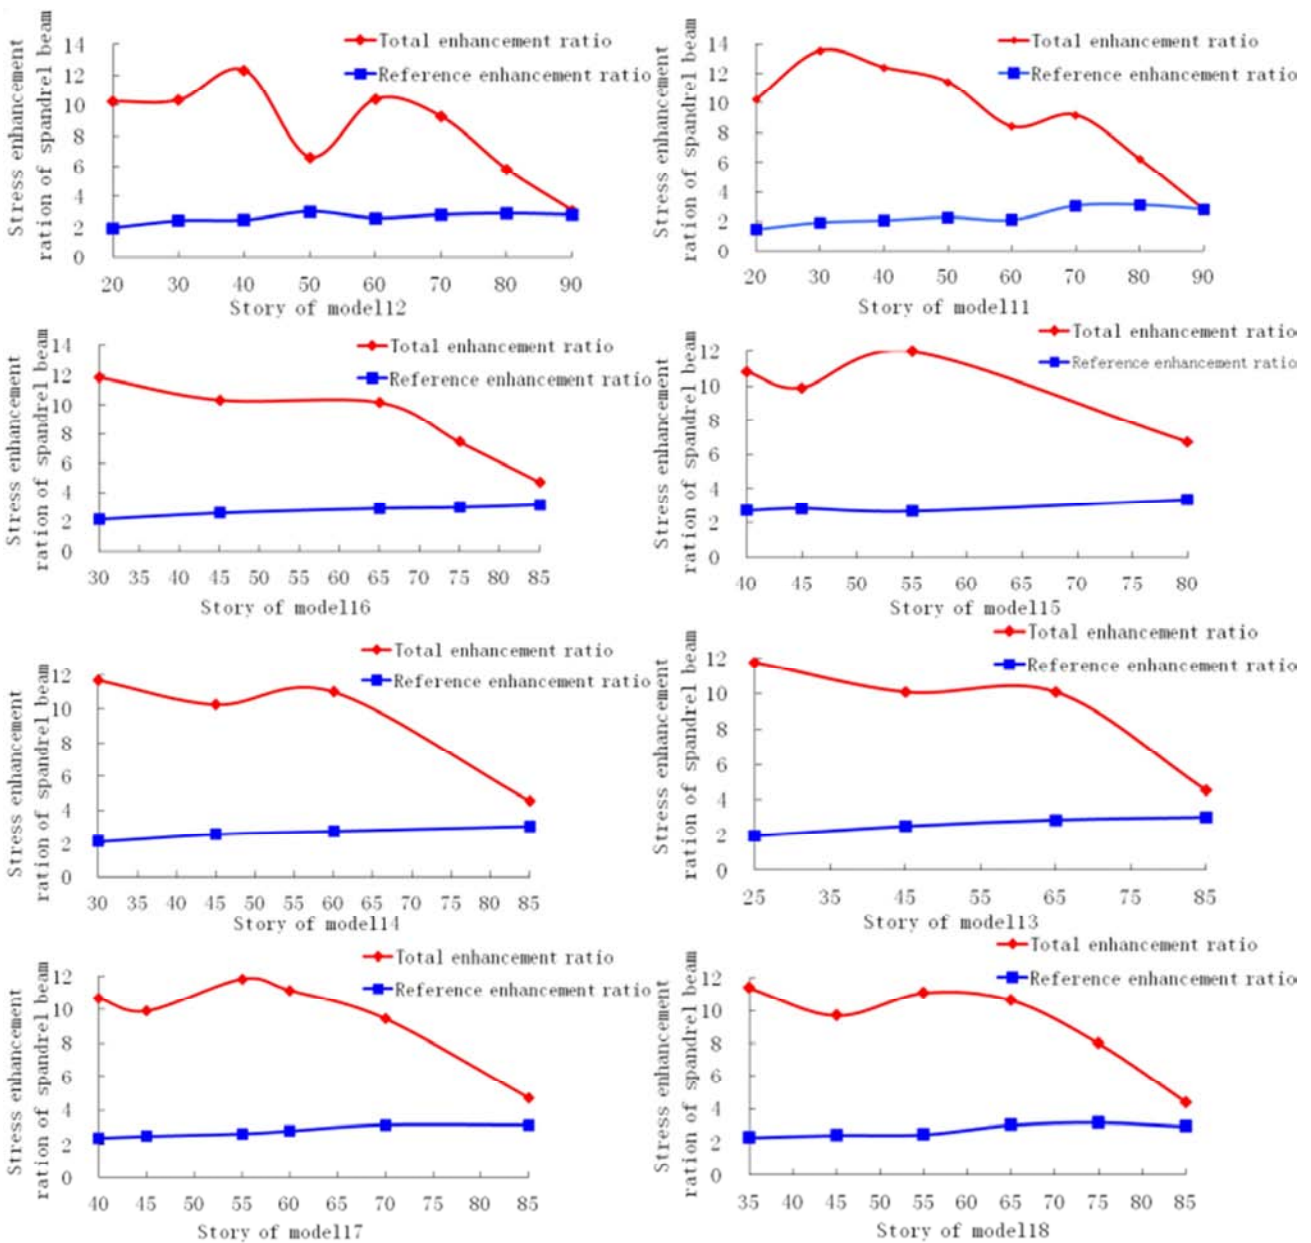 Stress enhancement
ration of spandrel beam
Total enhancement ratio
Reference enhancement ratio
14
12
10
8
6
4
2
0
20 30 40 50 60 70 80 90
Story of model12
Stress enhancement
ration of spandrel beam
Total enhancement ratio
Reference enhancement ratio
14
12
10
8
6
4
2
0
20 30 40 50 60 70 80 90
Story of model11
Stress enhancement
ration of spandrel beam
Total enhancement ratio
Reference enhancement ratio
14
12
10
8
6
4
2
0
30 35 40 45 50 55 60 65 70 75 80 85
Story of model16
Stress enhancement
ration of spandrel beam
Total enhancement ratio
Reference enhancement ratio
12
10
8
6
4
2
0
40 45 50 55 60 65 70 75 80
Story of model15
Stress enhancement
ration of spandrel beam
Total enhancement ratio
Reference enhancement ratio
12
10
8
6
4
2
0
30 35 40 45 50 55 60 65 70 75 80 85
Story of model14
Stress enhancement
ration of spandrel beam
Total enhancement ratio
Reference enhancement ratio
12
10
8
6
4
2
0
25 35 45 55 65 75 85
Story of model13
Stress enhancement
ration of spandrel beam
Total enhancement ratio
Reference enhancement ratio
12
10
8
6
4
2
0
40 45 50 55 60 65 70 75 80 85
Story of model17
Stress enhancement
ration of spandrel beam
Total enhancement ratio
Reference enhancement ratio
12
10
8
6
4
2
0
35 40 45 50 55 60 65 70 75 80 85
Story of model18